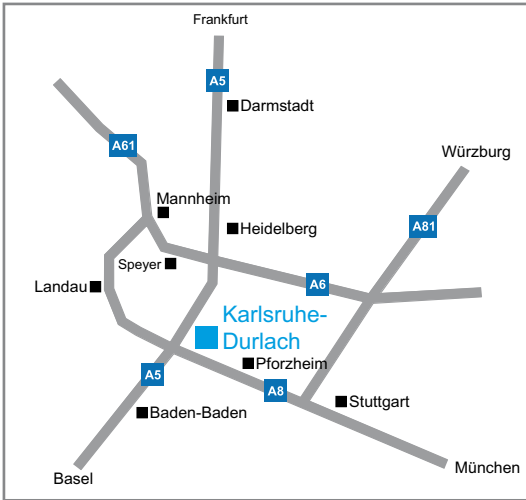 Frankfurt
A5
Darmstadt
A61
Würzburg
Mannheim
A81
Heidelberg
Speyer
Landau
A6
Karlsruhe-
Durlach
Pforzheim
A5
A8
Stuttgart
Baden-Baden
München
Basel